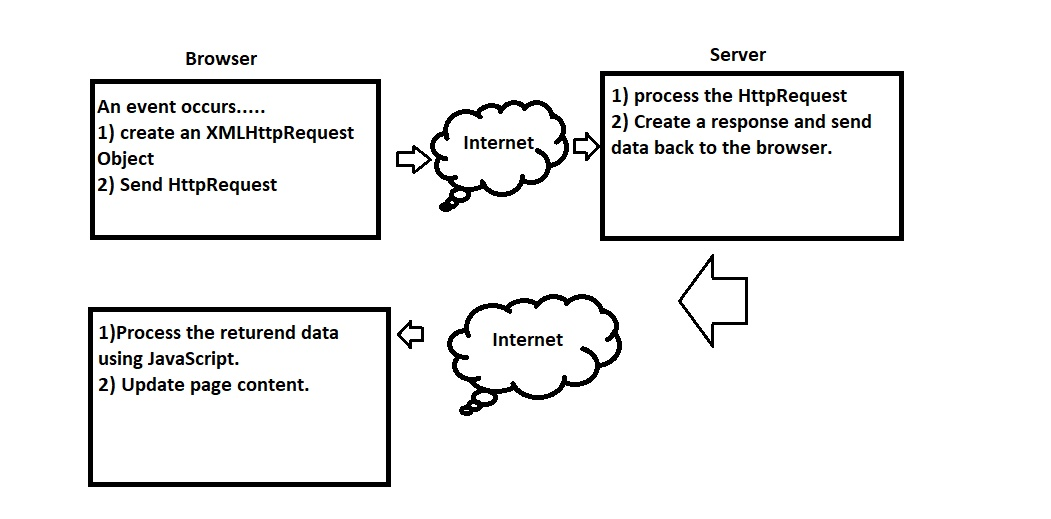 Browser
An event occurs.....
1) create an XMLHttpRequest
Object
2) Send HttpRequest
Internet
Server
1) process the HttpRequest
2) Create a response and send
data back to the browser.
Internet
1)Process the returend data
using JavaScript.
2) Update page content.